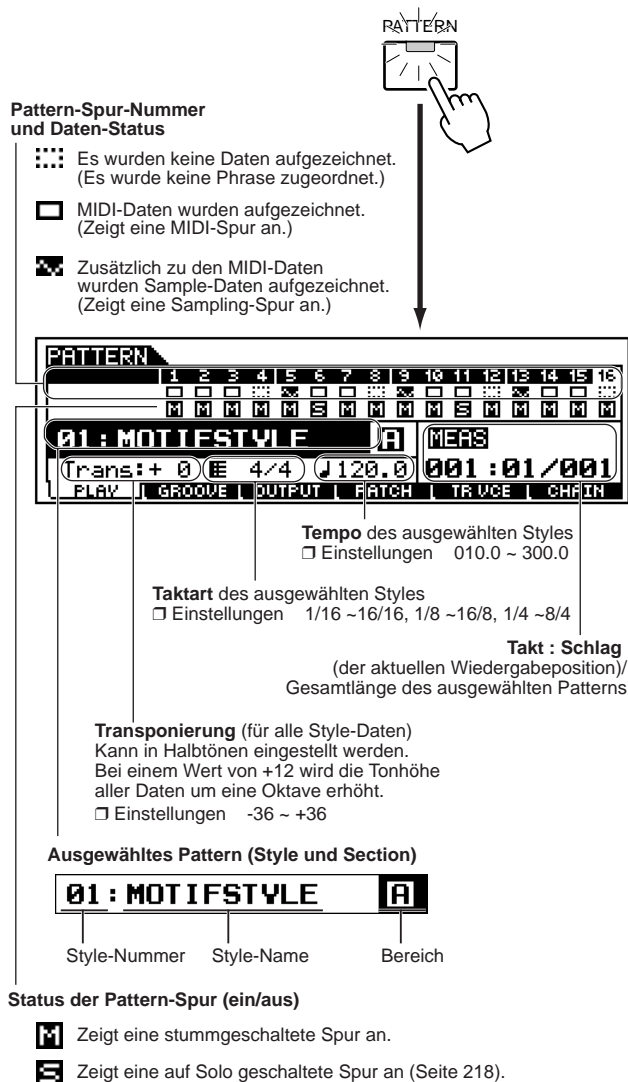 PATTERN
Pattern-Spur-Nummer
und Daten-Status
Es wurden keine Daten aufgezeichnet.
(Es wurde keine Phrase zugeordnet.)
MIDI-Daten wurden aufgezeichnet.
(Zeigt eine MIDI-Spur an.)
Zusätzlich zu den MIDI-Daten
wurden Sample-Daten aufgezeichnet.
(Zeigt eine Sampling-Spur an.)
PATTERN
1 2 3 4 5 6 7 8 9 10 11 12 13 14 15 16
M M M M M S M M M M S M M M M M
01:MOTIFSTYLE A MEAS
Trans:+ 0 4/4 ♩120.0 001:01/001
PLAY GROOVE OUTPUT PATCH TR VCE CHAIN
Tempo des ausgewählten Styles
❐ Einstellungen 010.0 ~ 300.0
Taktart des ausgewählten Styles
❐ Einstellungen 1/16 ~16/16, 1/8 ~16/8, 1/4 ~8/4
Takt : Schlag
(der aktuellen Wiedergabeposition)/
Gesamtlänge des ausgewählten Patterns
Transponierung (für alle Style-Daten)
Kann in Halbtönen eingestellt werden.
Bei einem Wert von +12 wird die Tonhöhe
aller Daten um eine Oktave erhöht.
❐ Einstellungen -36 ~ +36
Ausgewähltes Pattern (Style und Section)
01:MOTIFSTYLE A
Style-Nummer Style-Name Bereich
Status der Pattern-Spur (ein/aus)
M Zeigt eine stummgeschaltete Spur an.
S Zeigt eine auf Solo geschaltete Spur an (Seite 218).